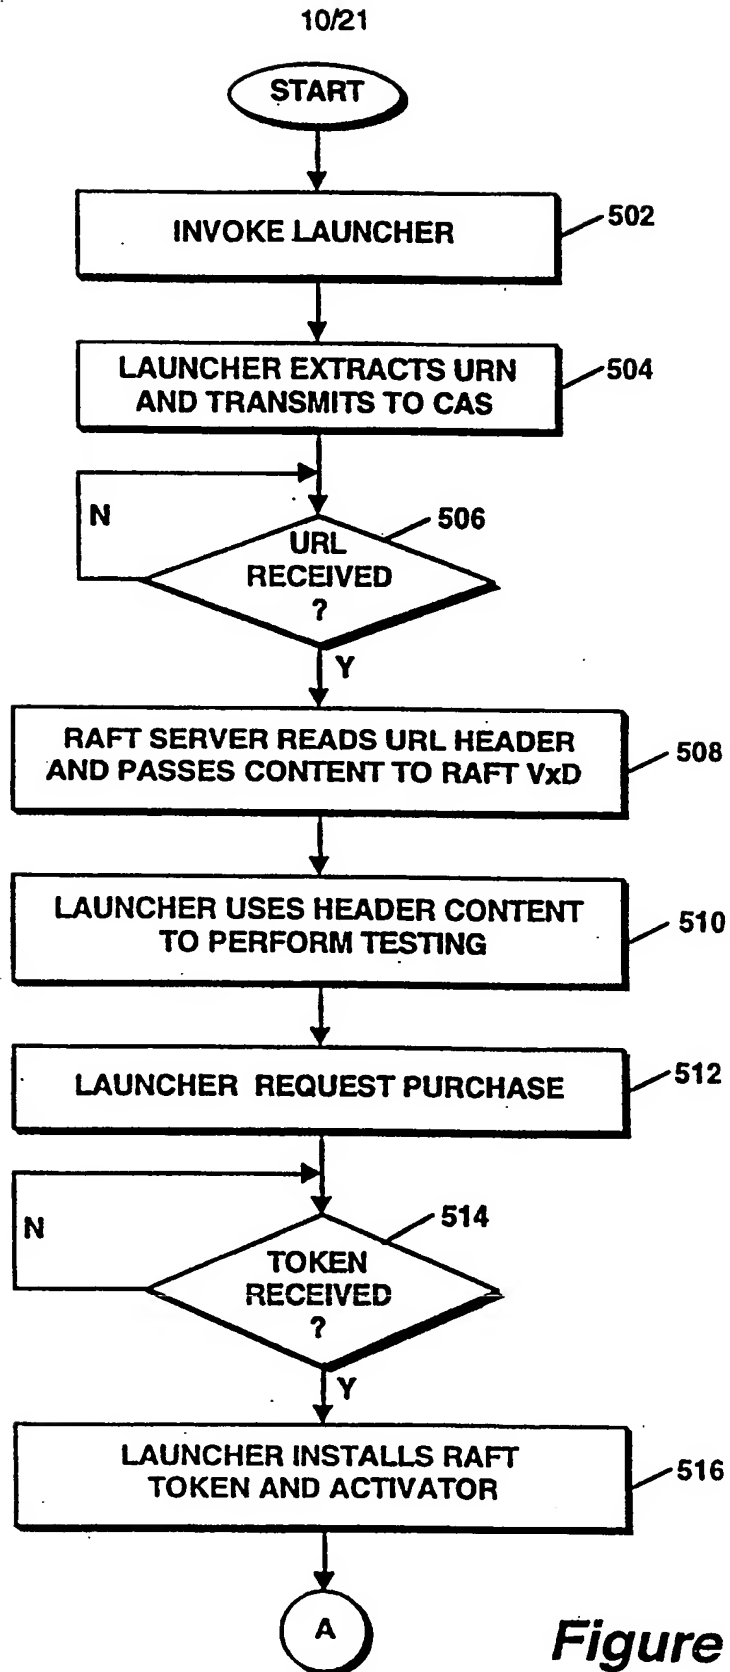 10/21
START
INVOKE LAUNCHER
502
LAUNCHER EXTRACTS URN
AND TRANSMITS TO CAS
504
N
506
URL
RECEIVED
?
Y
RAFT SERVER READS URL HEADER
AND PASSES CONTENT TO RAFT VxD
508
LAUNCHER USES HEADER CONTENT
TO PERFORM TESTING
510
LAUNCHER REQUEST PURCHASE
512
N
514
TOKEN
RECEIVED
?
Y
LAUNCHER INSTALLS RAFT
TOKEN AND ACTIVATOR
516
A
Figure